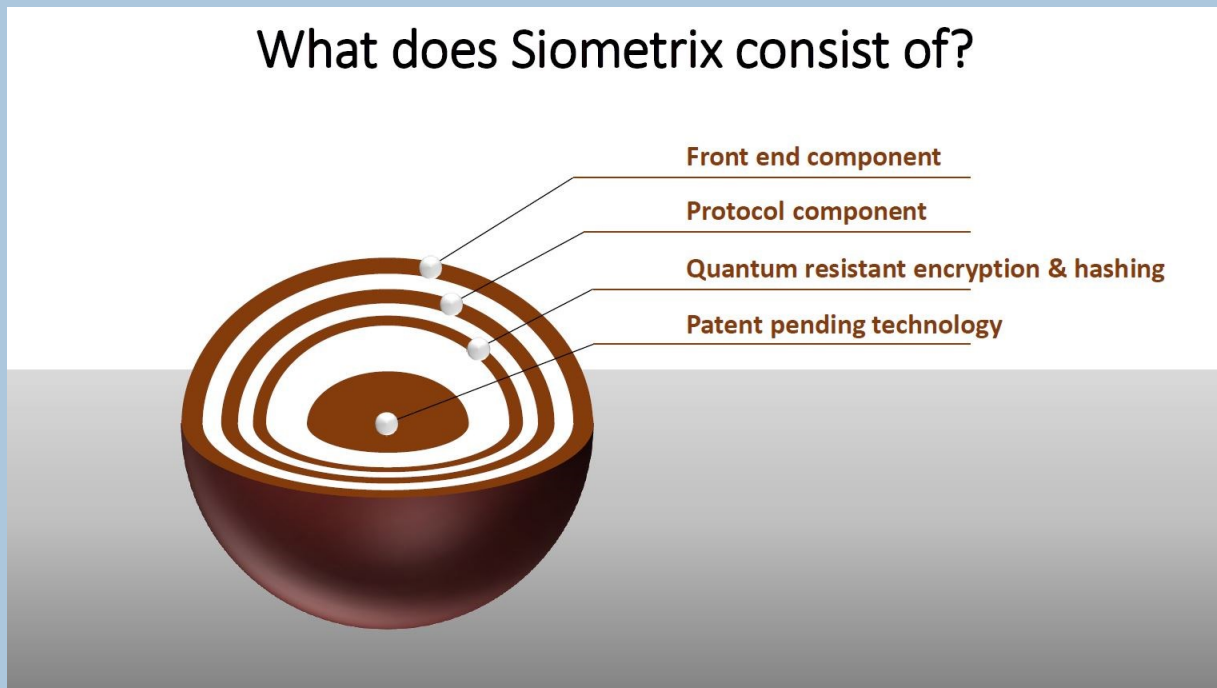 What does Siometrix consist of?
Front end component
Protocol component
Quantum resistant encryption & hashing
Patent pending technology